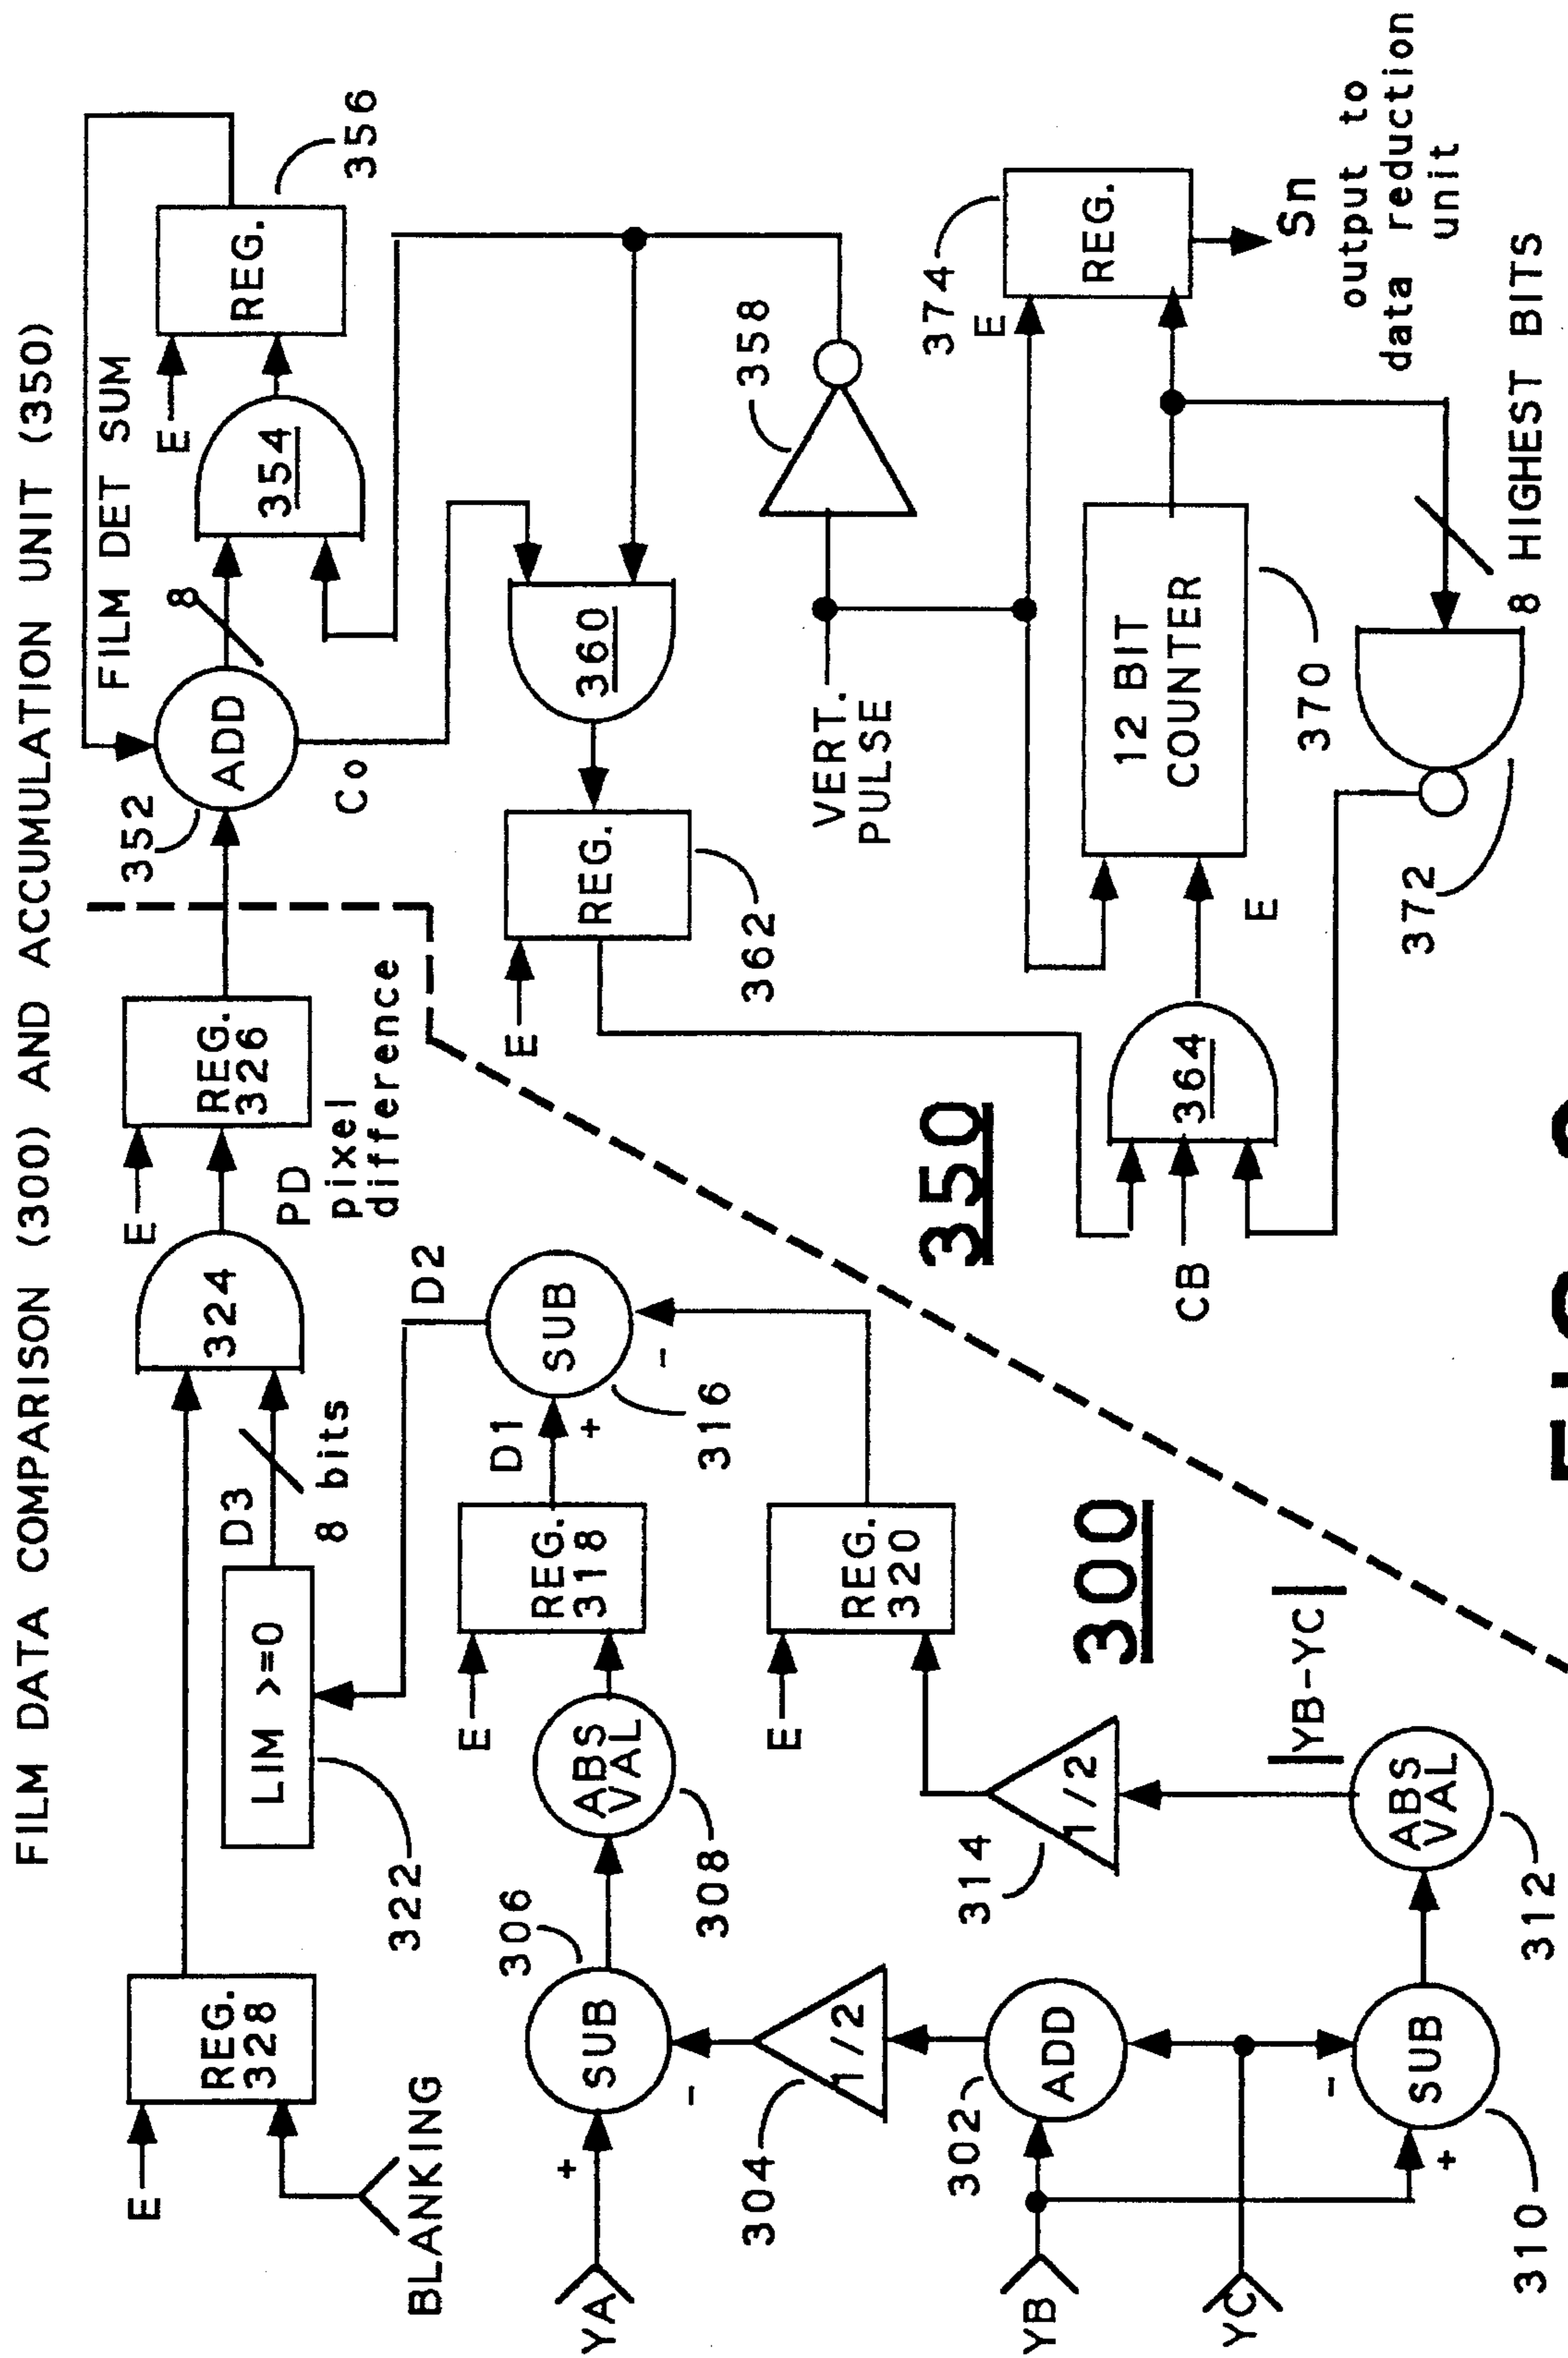 FILM DATA COMPARISON (300) AND ACCUMULATION UNIT (350)
E
REG.
328
BLANKING
LIM >=0
322
D3
8 bits
324
E
REG.
326
PD
pixel
difference
352
ADD
Co
8
FILM DET SUM
354
E
REG.
356
YA
+
SUB
-
306
ABS
VAL
308
E
REG.
318
D1
+
SUB
-
316
D2
304
1/2
YB
302
ADD
YC
310
+
SUB
-
ABS
VAL
312
|YB-YC|
314
1/2
E
REG.
320
300
350
E
REG.
362
360
358
VERT.
PULSE
CB
364
E
12 BIT
COUNTER
370
372
8 HIGHEST BITS
374
E
REG.
Sn
output to
data reduction
unit